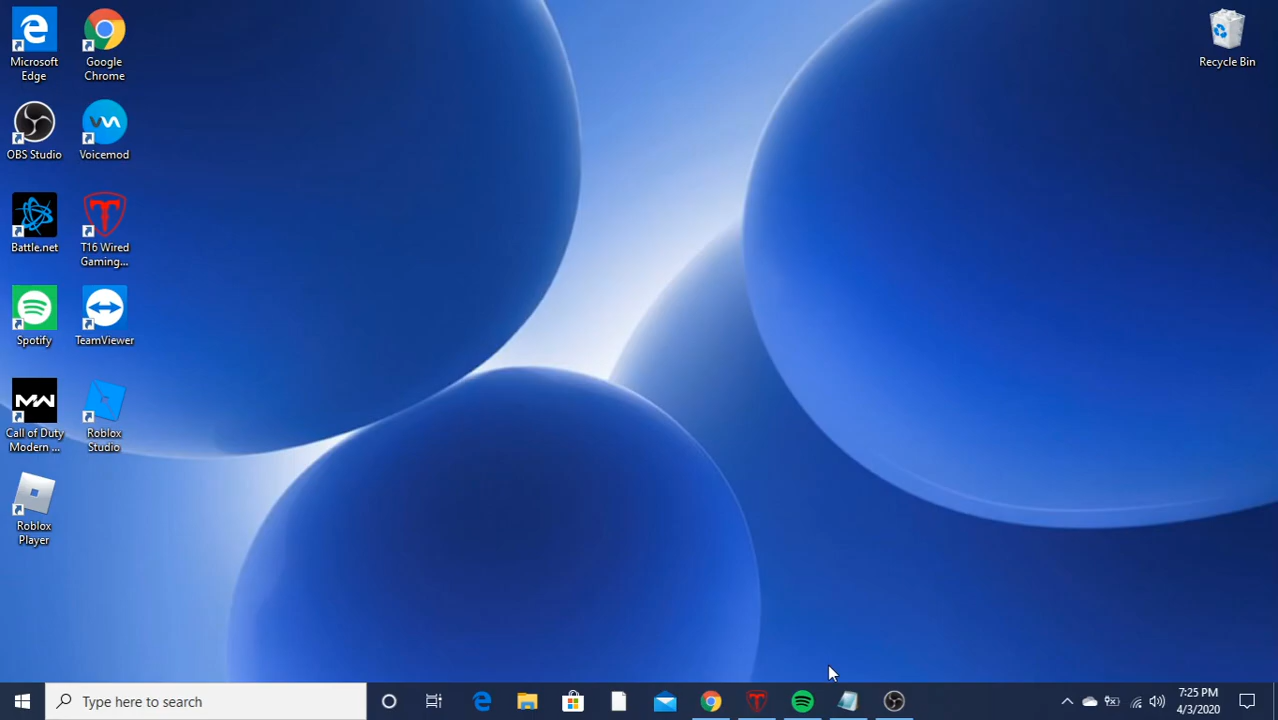 Microsoft
Edge
Google
Chrome
Recycle Bin
OBS Studio
Voicemod
Battle.net
T16 Wired
Gaming...
Spotify
TeamViewer
MW
Call of Duty
Modern ...
Roblox
Studio
Roblox
Player
Type here to search
7:25 PM
4/3/2020